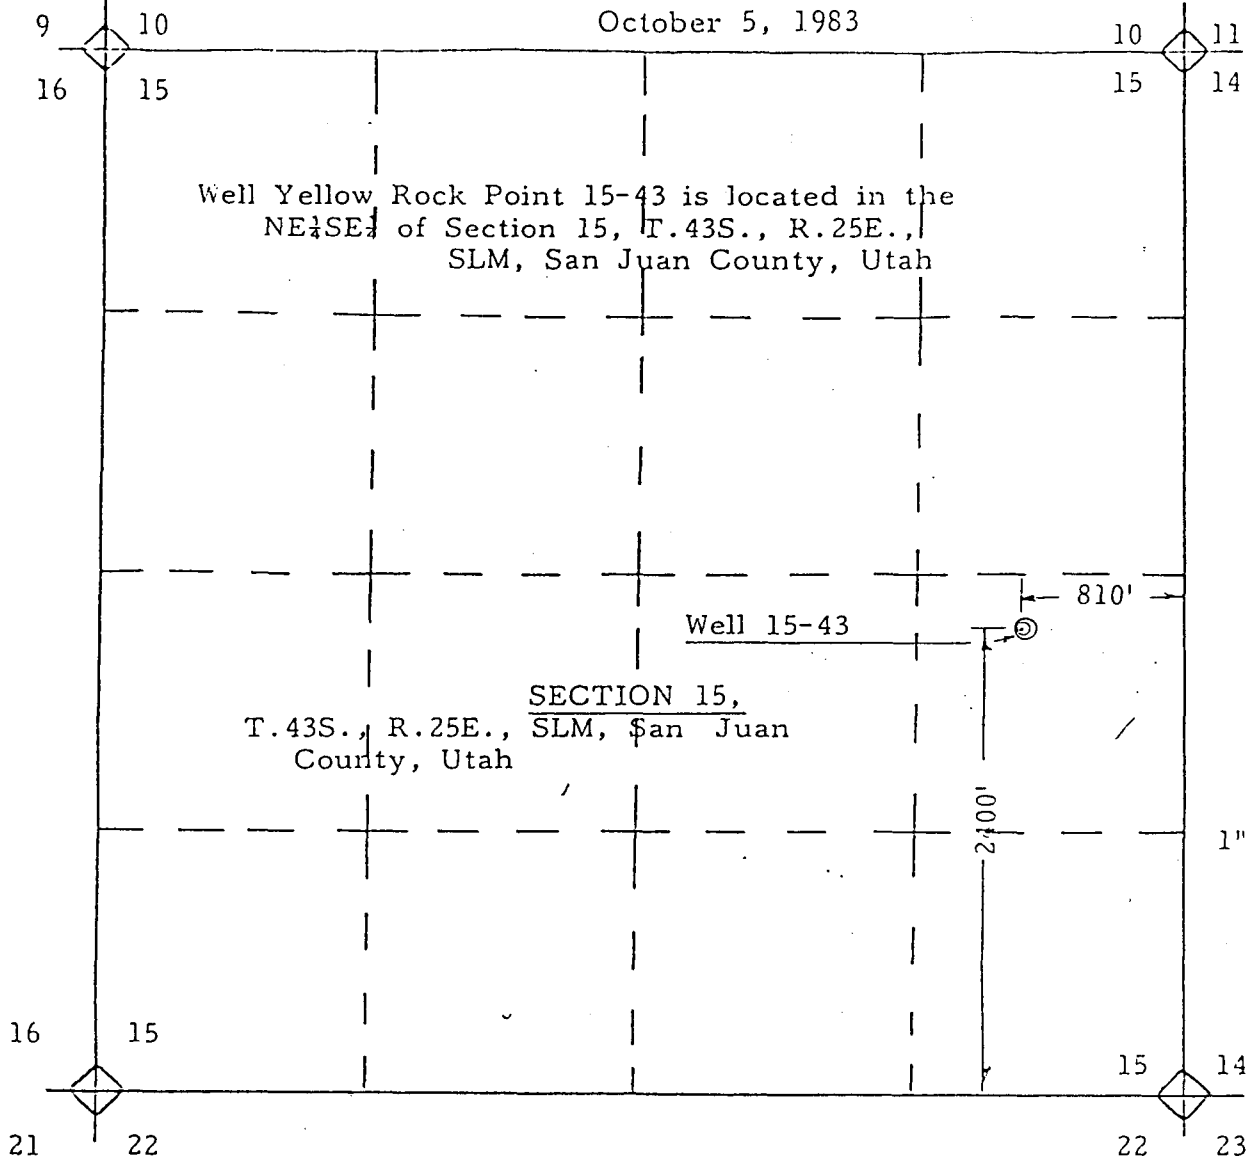 October 5, 1983
9 10
10 11
16 15
15 14
Well Yellow Rock Point 15-43 is located in the
NE¼SE¼ of Section 15, T.43S., R.25E.,
SLM, San Juan County, Utah
810'
Well 15-43
SECTION 15,
T.43S., R.25E., SLM, San Juan
County, Utah
2400'
1"
16 15
15 14
21 22
22 23